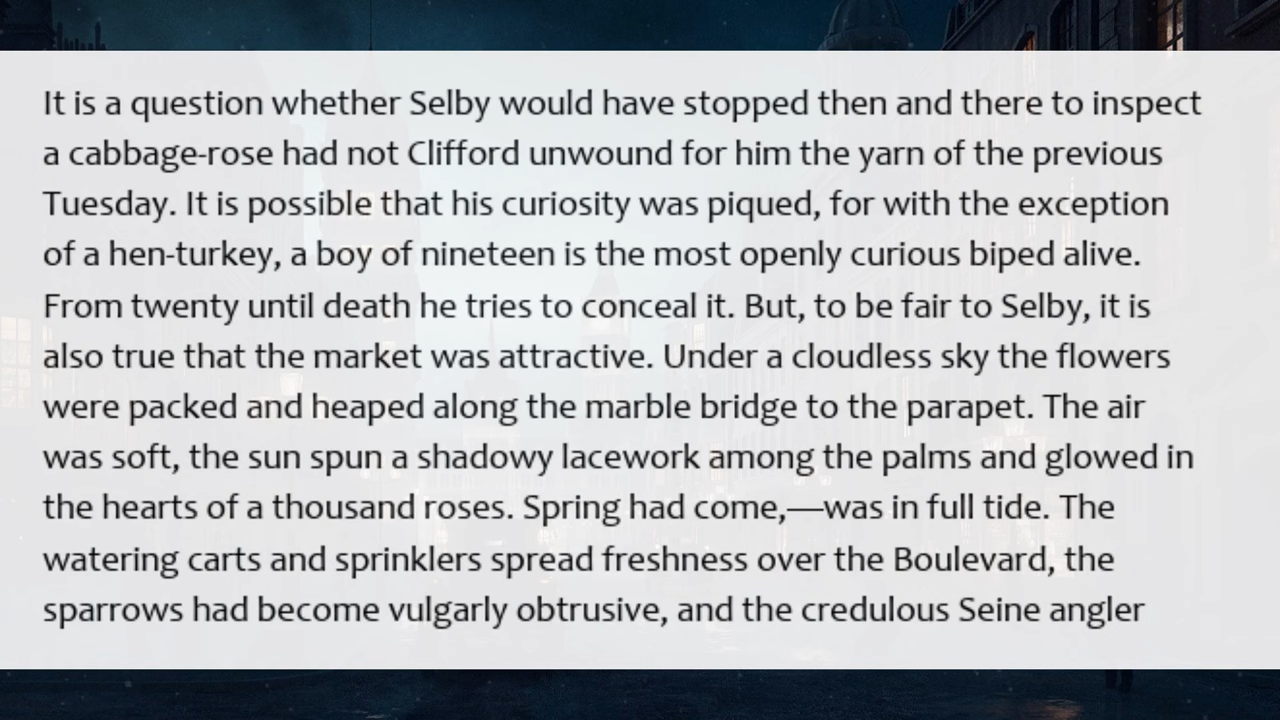 It is a question whether Selby would have stopped then and there to inspect
a cabbage-rose had not Clifford unwound for him the yarn of the previous
Tuesday. It is possible that his curiosity was piqued, for with the exception
of a hen-turkey, a boy of nineteen is the most openly curious biped alive.
From twenty until death he tries to conceal it. But, to be fair to Selby, it is
also true that the market was attractive. Under a cloudless sky the flowers
were packed and heaped along the marble bridge to the parapet. The air
was soft, the sun spun a shadowy lacework among the palms and glowed in
the hearts of a thousand roses. Spring had come,—was in full tide. The
watering carts and sprinklers spread freshness over the Boulevard, the
sparrows had become vulgarly obtrusive, and the credulous Seine angler